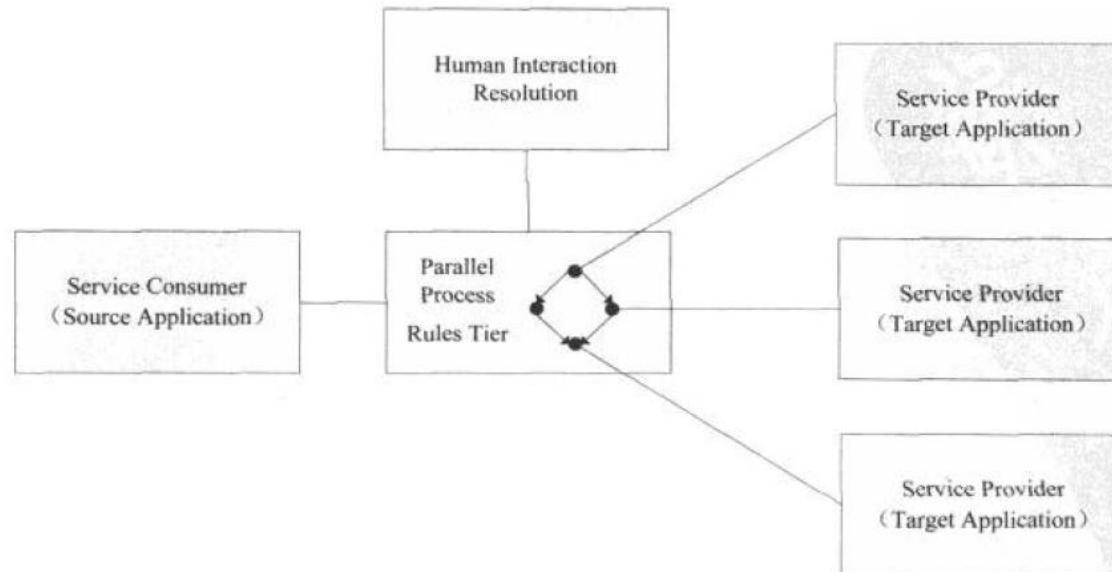 Human Interaction
Resolution
Service Provider
（Target Application）
Service Consumer
（Source Application）
Parallel
Process
Rules Tier
Service Provider
（Target Application）
Service Provider
（Target Application）